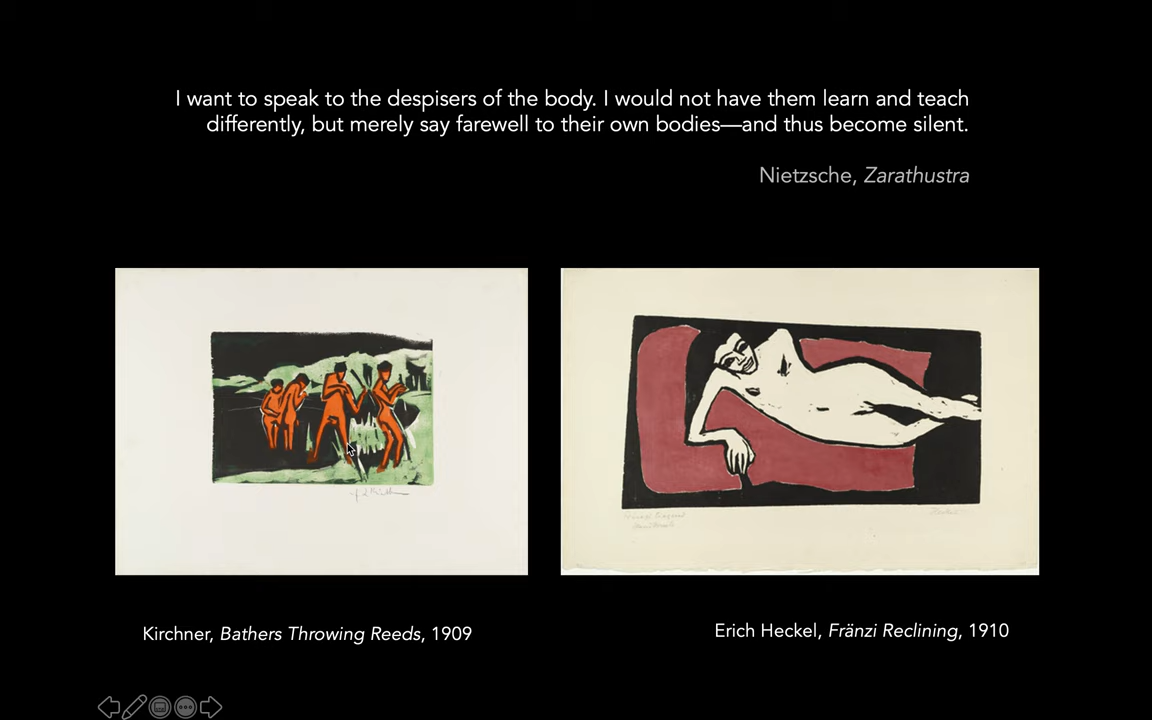 I want to speak to the despisers of the body. I would not have them learn and teach
differently, but merely say farewell to their own bodies—and thus become silent.
Nietzsche, Zarathustra
Kirchner, Bathers Throwing Reeds, 1909
Erich Heckel, Fränzi Reclining, 1910